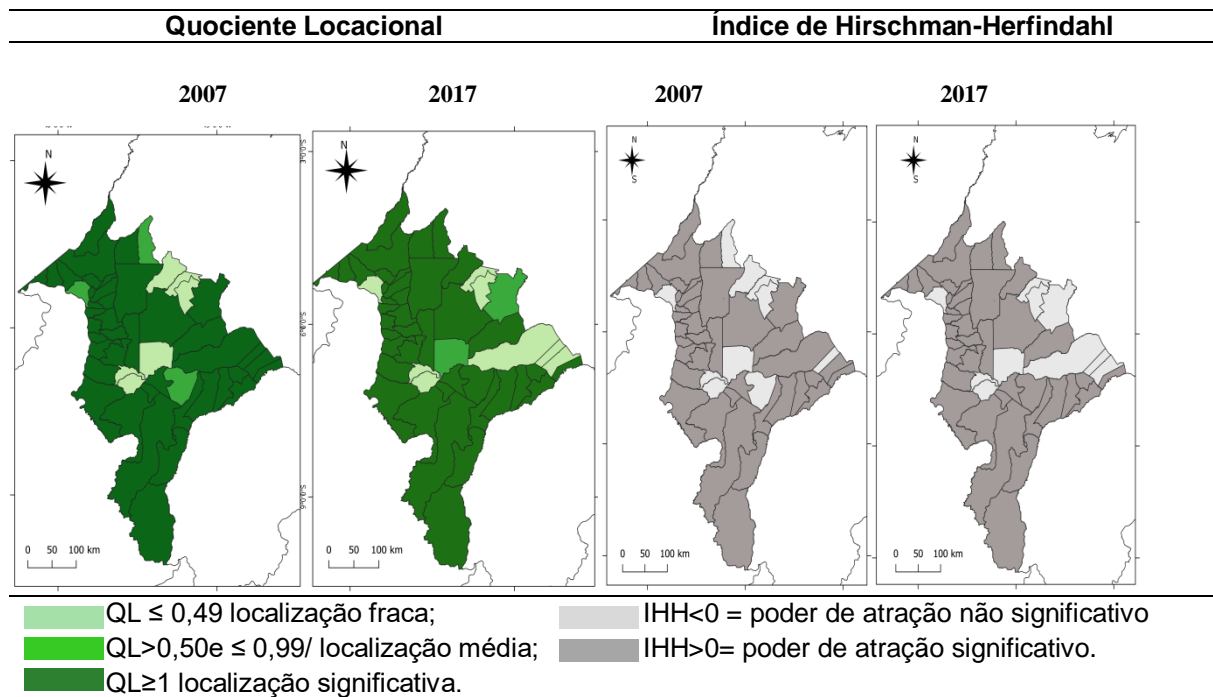 Quociente Locacional Índice de Hirschman-Herfindahl
2007 2017 2007 2017
N N N N
S S
0 50 100 km
0 50 100 km
0 50 100 km
0 50 100 km
QL ≤ 0,49 localização fraca;
QL>0,50e ≤ 0,99/ localização média;
QL≥1 localização significativa.
IHH<0 = poder de atração não significativo
IHH>0= poder de atração significativo.